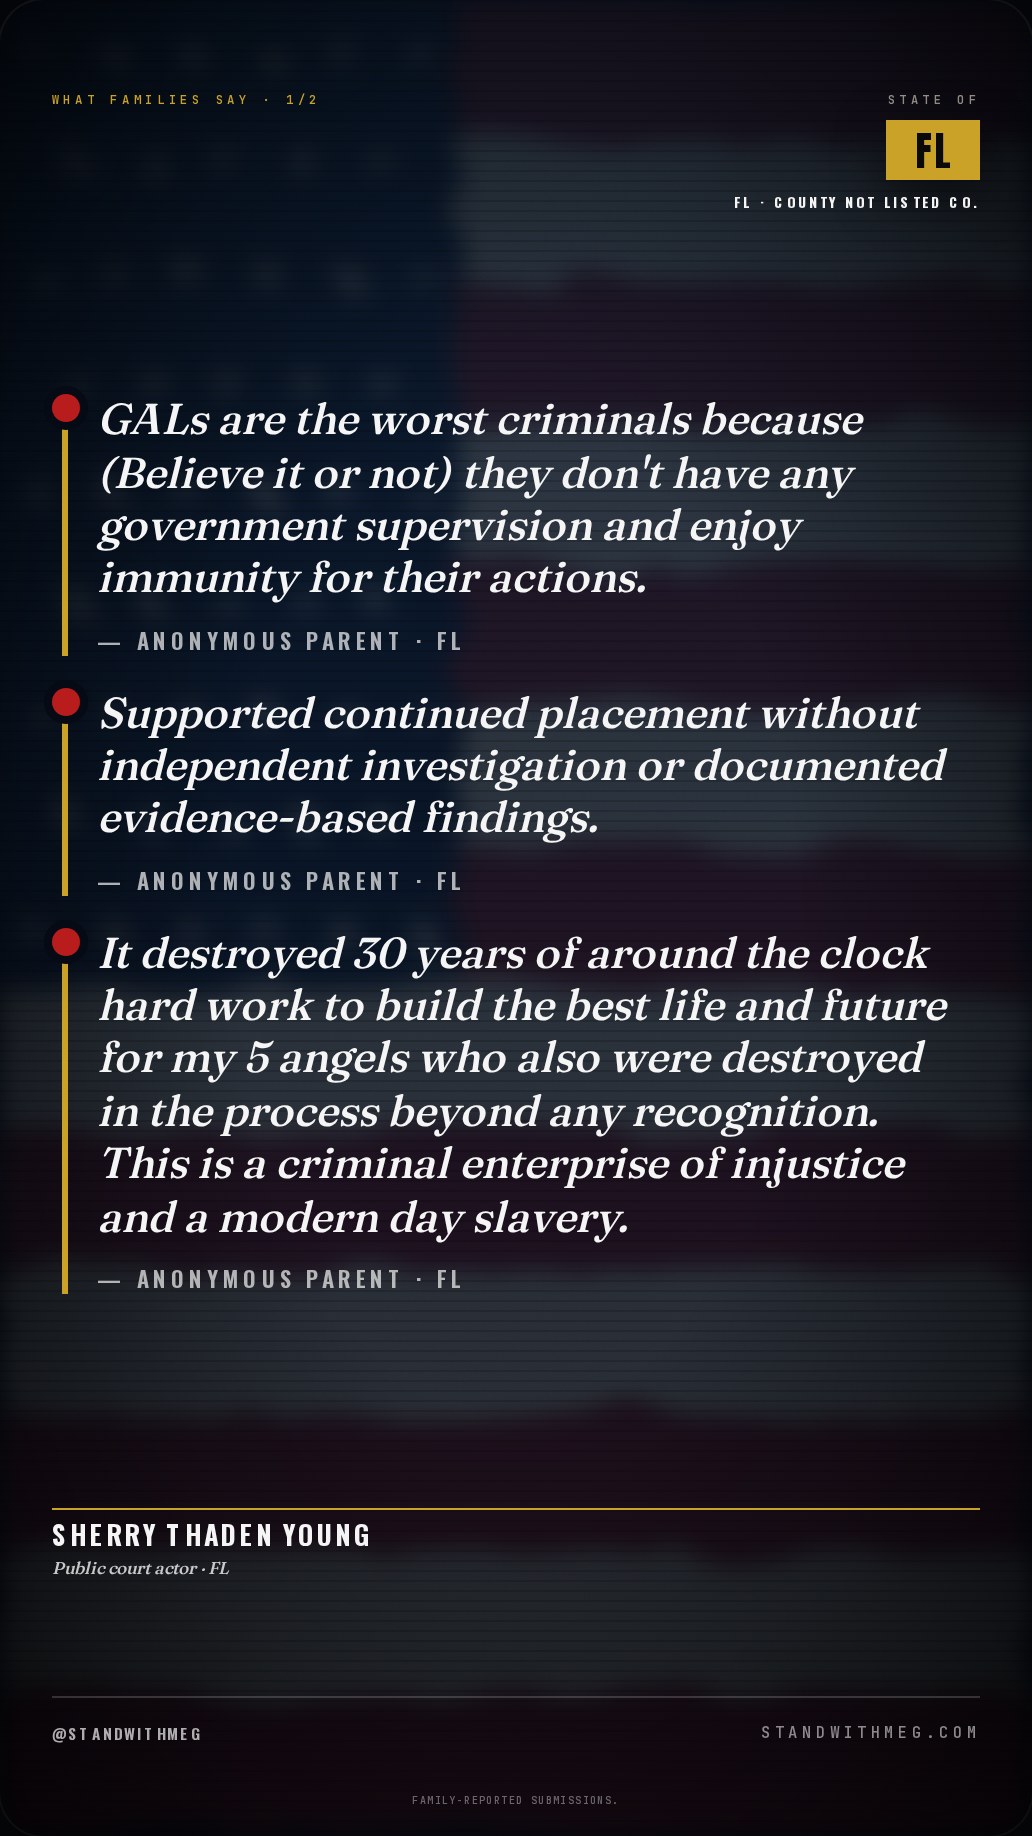 WHAT FAMILIES SAY · 1/2
STATE OF
FL
FL · COUNTY NOT LISTED CO.
GALs are the worst criminals because
(Believe it or not) they don't have any
government supervision and enjoy
immunity for their actions.
— ANONYMOUS PARENT · FL
Supported continued placement without
independent investigation or documented
evidence-based findings.
— ANONYMOUS PARENT · FL
It destroyed 30 years of around the clock
hard work to build the best life and future
for my 5 angels who also were destroyed
in the process beyond any recognition.
This is a criminal enterprise of injustice
and a modern day slavery.
— ANONYMOUS PARENT · FL
SHERRY THADEN YOUNG
Public court actor · FL
@STANDWITHMEG
STANDWITHMEG.COM
FAMILY-REPORTED SUBMISSIONS.